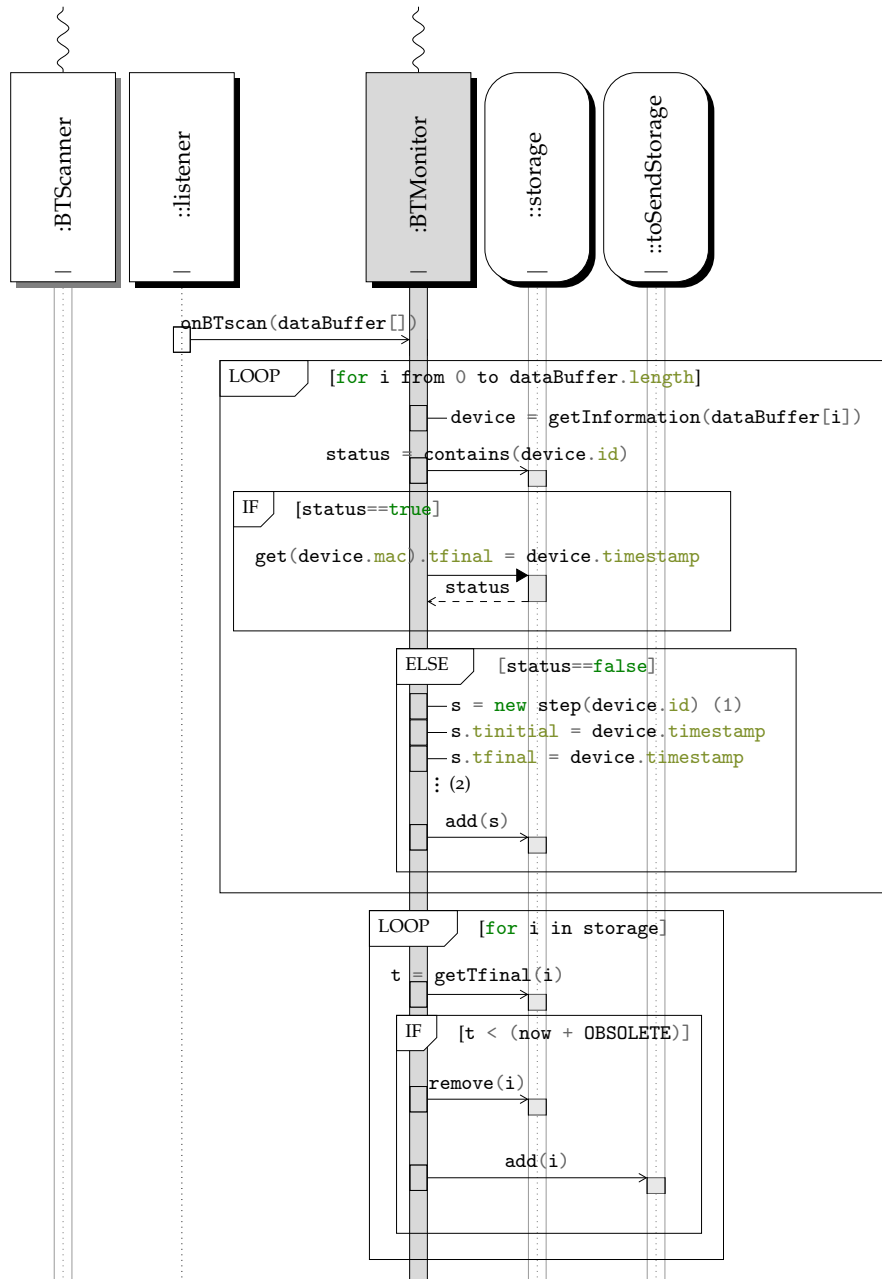 :BTScanner
::listener
:BTMonitor
::storage
::toSendStorage
onBTscan(dataBuffer[])
LOOP
[for i from 0 to dataBuffer.length]
device = getInformation(dataBuffer[i])
status = contains(device.id)
IF
[status==true]
get(device.mac).tfinal = device.timestamp
status
ELSE
[status==false]
s = new step(device.id) (1)
s.tinitial = device.timestamp
s.tfinal = device.timestamp
⋮ (2)
add(s)
LOOP
[for i in storage]
t = getTfinal(i)
IF
[t < (now + OBSOLETE)]
remove(i)
add(i)